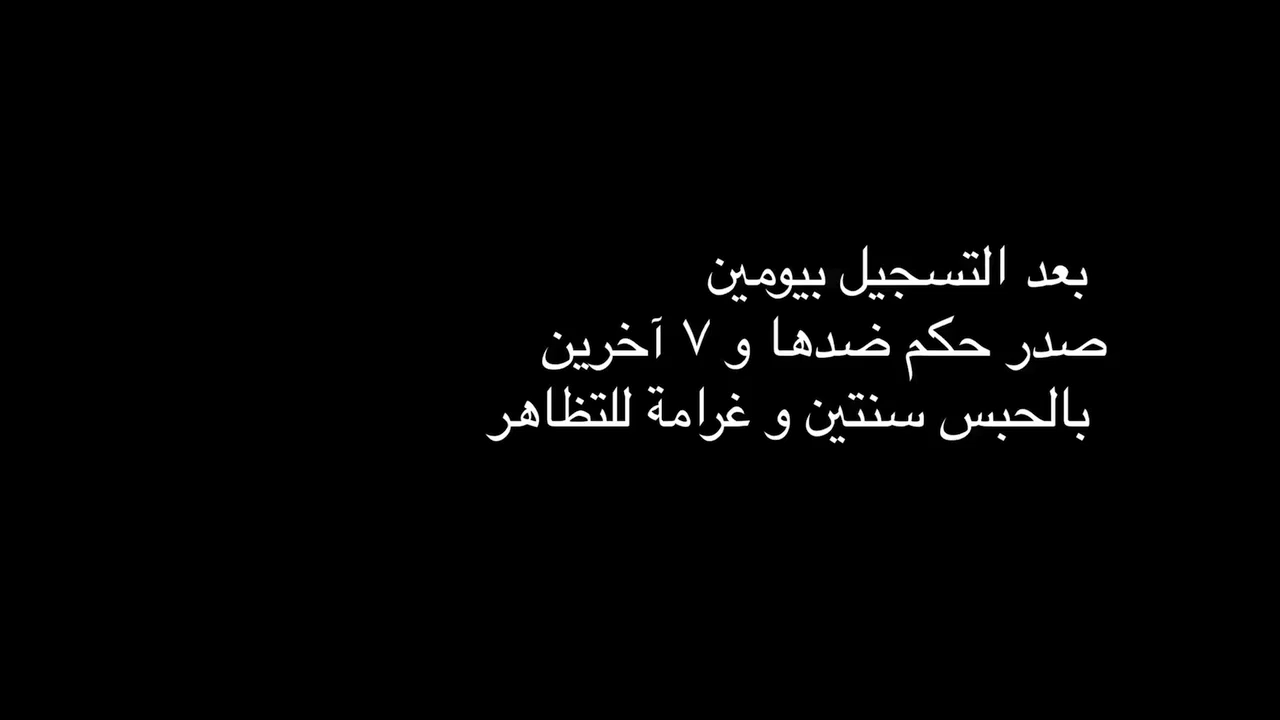 بعد التسجيل بيومين
صدر حكم ضدها و ٧ آخرين
بالحبس سنتين و غرامة للتظاهر